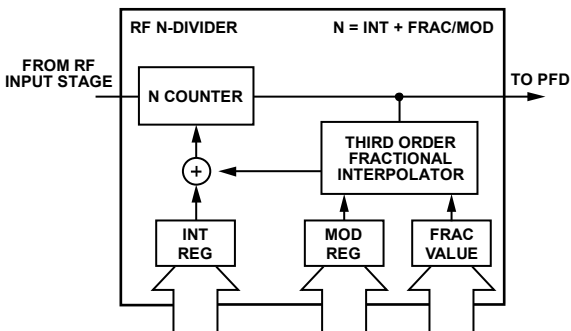 RF N-DIVIDER
N = INT + FRAC/MOD
FROM RF
INPUT STAGE
TO PFD
N COUNTER
THIRD ORDER
FRACTIONAL
INTERPOLATOR
+
INT
REG
MOD
REG
FRAC
VALUE